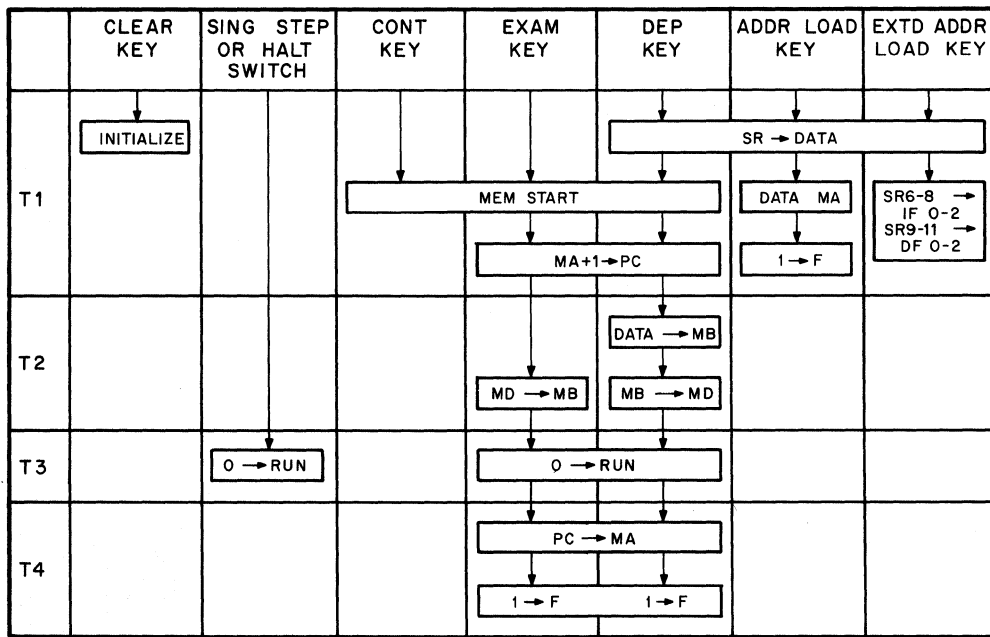 CLEAR KEY
SING STEP OR HALT SWITCH
CONT KEY
EXAM KEY
DEP KEY
ADDR LOAD KEY
EXTD ADDR LOAD KEY
T1
INITIALIZE
SR → DATA
MEM START
DATA MA
SR6-8 →
IF 0-2
SR9-11 →
DF 0-2
MA+1→PC
1→F
T2
DATA → MB
MD → MB
MB → MD
T3
0 → RUN
0 → RUN
T4
PC → MA
1 → F
1 → F